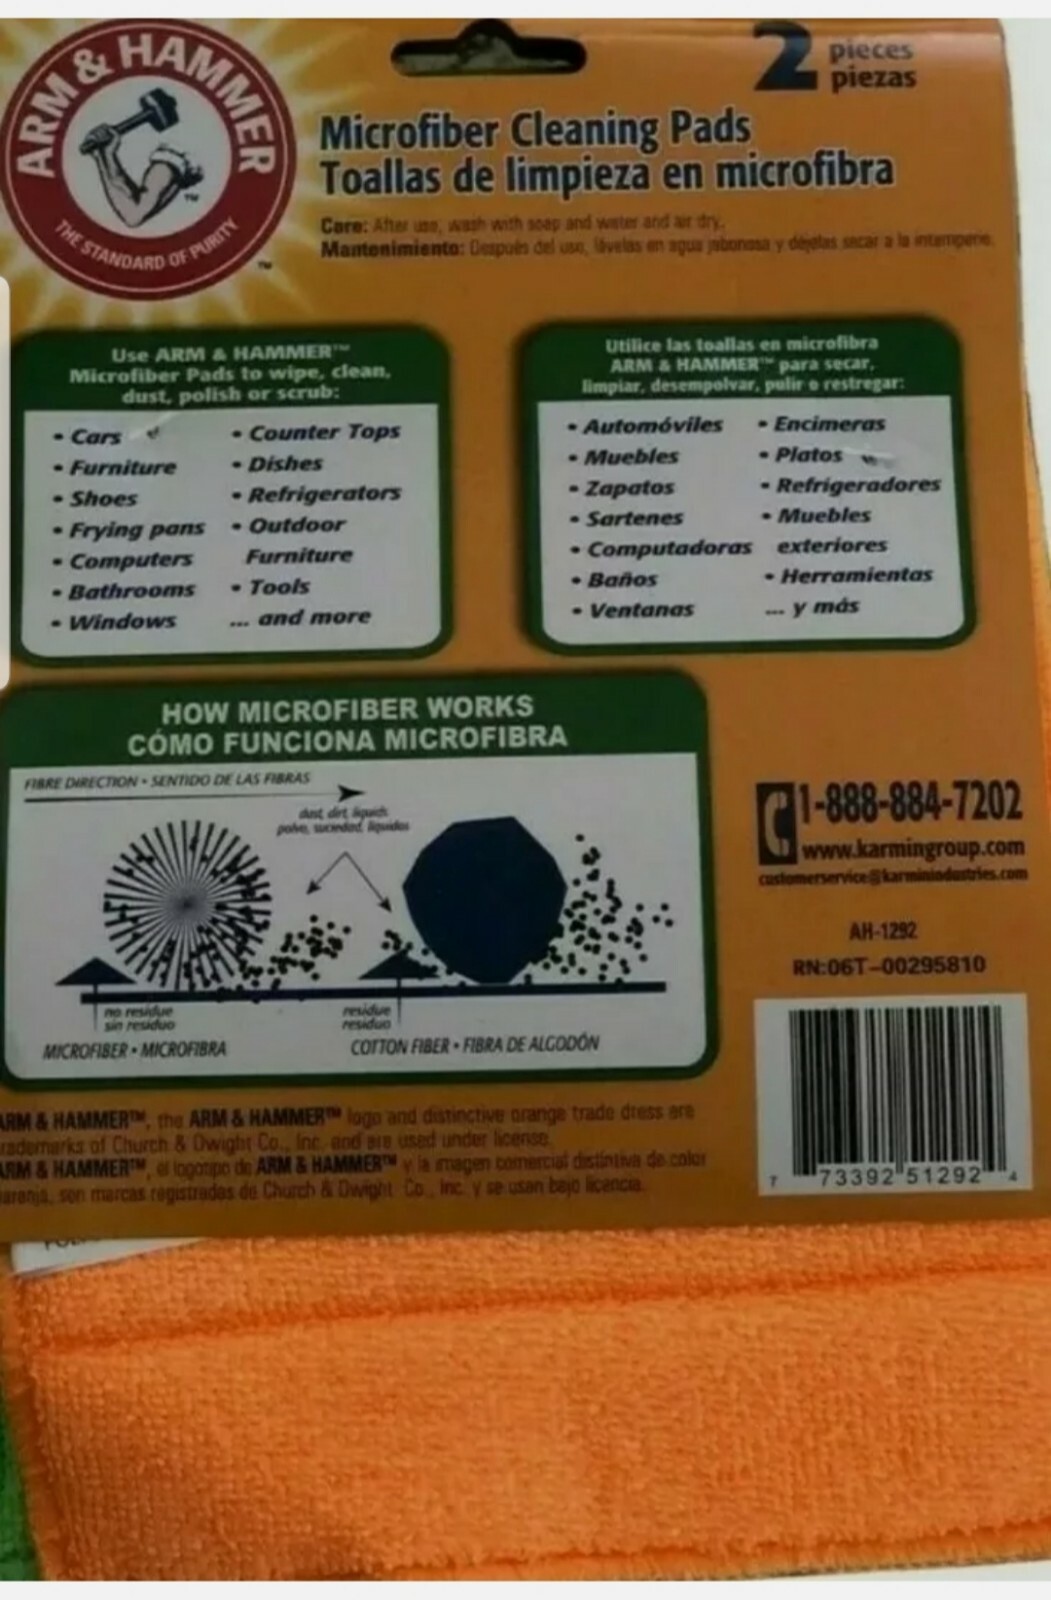 ARM & HAMMER
THE STANDARD OF PURITY
TM
TM
2 pieces
piezas
Microfiber Cleaning Pads
Toallas de limpieza en microfibra
Care: After use, wash with soap and water and air dry.
Mantenimiento: Después del uso, lávelas en agua jabonosa y déjelas secar a la intemperie.
Use ARM & HAMMER™
Microfiber Pads to wipe, clean,
dust, polish or scrub:
• Cars
• Furniture
• Shoes
• Frying pans
• Computers
• Bathrooms
• Windows
• Counter Tops
• Dishes
• Refrigerators
• Outdoor
Furniture
• Tools
... and more
Utilice las toallas en microfibra
ARM & HAMMER™ para secar,
limpiar, desempolvar, pulir o restregar:
• Automóviles
• Muebles
• Zapatos
• Sartenes
• Computadoras
• Baños
• Ventanas
• Encimeras
• Platos
• Refrigeradores
• Muebles
exteriores
• Herramientas
... y más
HOW MICROFIBER WORKS
CÓMO FUNCIONA MICROFIBRA
FIBRE DIRECTION • SENTIDO DE LAS FIBRAS
dust, dirt, liquids
polvo, suciedad, líquidos
no residue
sin residuo
residue
residuo
MICROFIBER • MICROFIBRA
COTTON FIBER • FIBRA DE ALGODÓN
1-888-884-7202
www.karmingroup.com
customerservice@karminindustries.com
AH-1292
RN:06T-00295810
7 73392 51292 4
ARM & HAMMER™, the ARM & HAMMER™ logo and distinctive orange trade dress are
trademarks of Church & Dwight Co., Inc. and are used under license.
ARM & HAMMER™, el logotipo de ARM & HAMMER™ y la imagen comercial distintiva de color
naranja, son marcas registradas de Church & Dwight Co., Inc. y se usan bajo licencia.